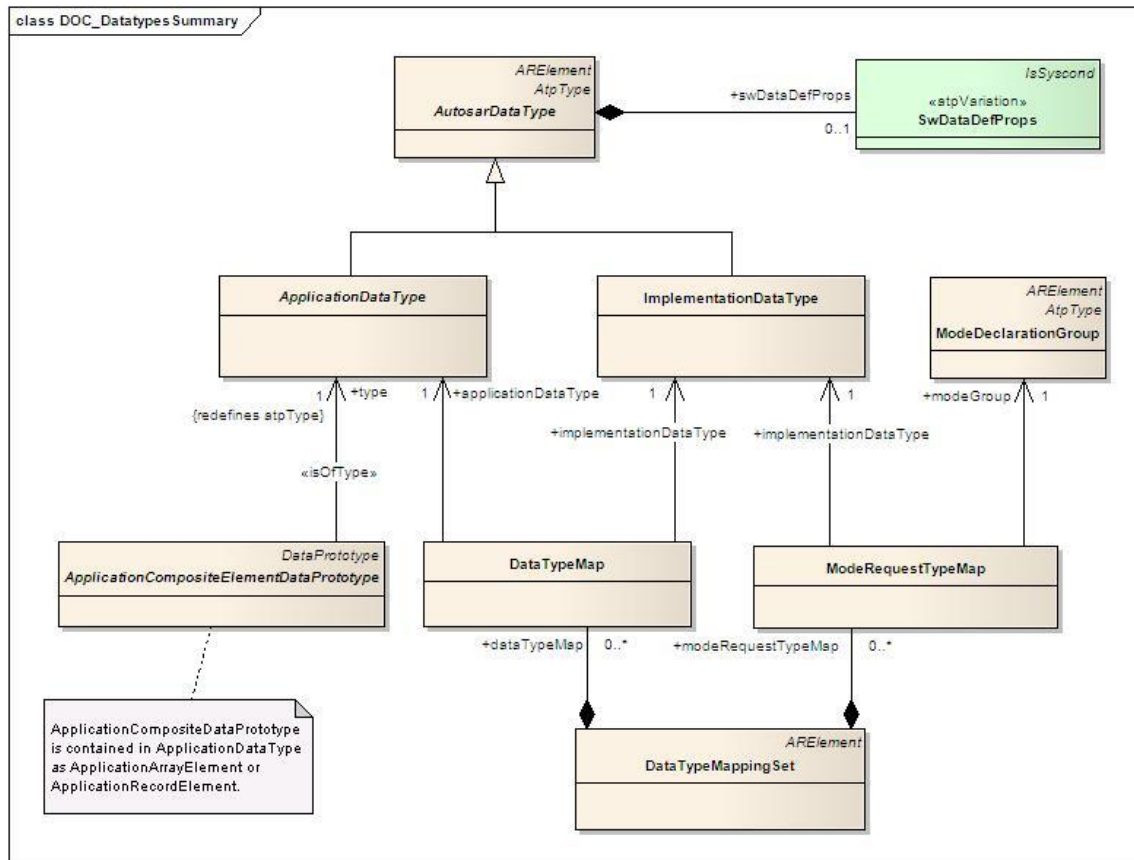 class DOC_DatatypesSummary
ARElement
AtpType
AutosarDataType
+swDataDefProps
0..1
IsSyscond
«atpVariation»
SwDataDefProps
ApplicationDataType
ImplementationDataType
ARElement
AtpType
ModeDeclarationGroup
1
+type
{redefines atpType}
1
+applicationDataType
1
+implementationDataType
1
+implementationDataType
+modeGroup
1
«isOfType»
DataPrototype
ApplicationCompositeElementDataPrototype
DataTypeMap
ModeRequestTypeMap
+dataTypeMap
0..*
+modeRequestTypeMap
0..*
ApplicationCompositeDataPrototype
is contained in ApplicationDataType
as ApplicationArrayElement or
ApplicationRecordElement.
ARElement
DataTypeMappingSet